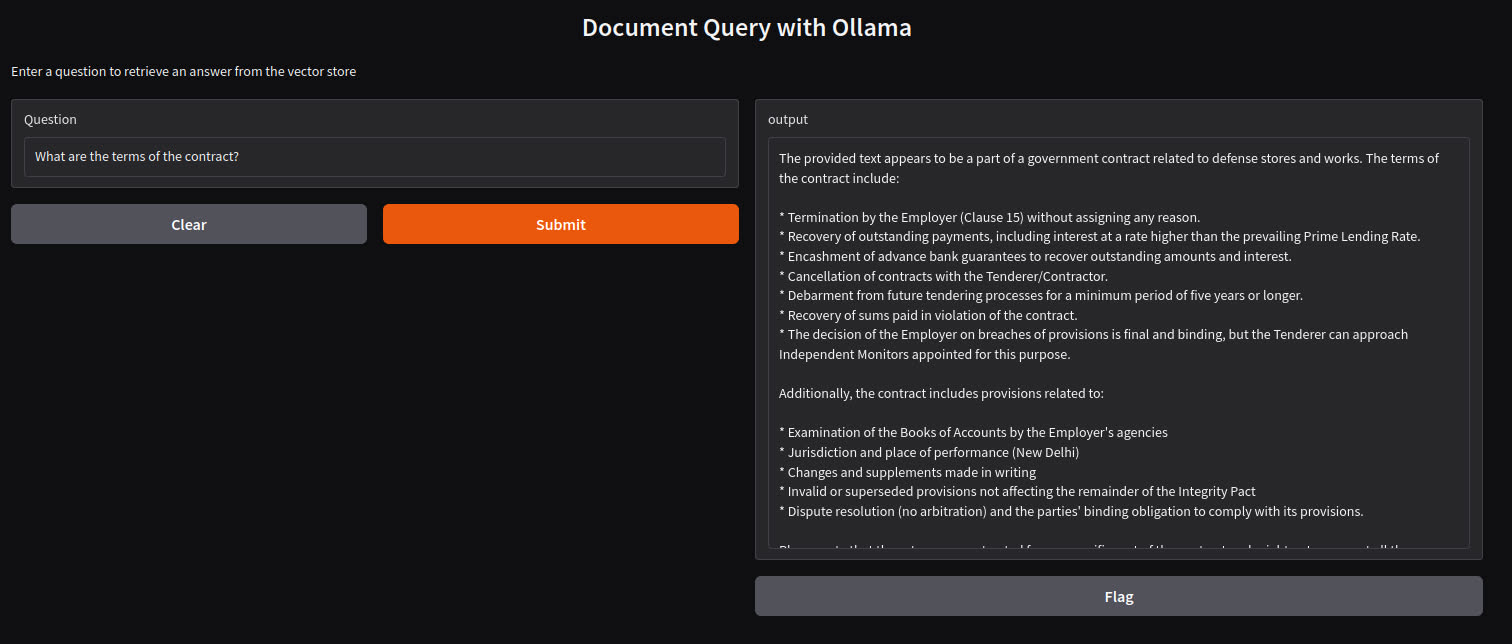 Document Query with Ollama
Enter a question to retrieve an answer from the vector store
Question
What are the terms of the contract?
Clear
Submit
output
The provided text appears to be a part of a government contract related to defense stores and works. The terms of
the contract include:
* Termination by the Employer (Clause 15) without assigning any reason.
* Recovery of outstanding payments, including interest at a rate higher than the prevailing Prime Lending Rate.
* Encashment of advance bank guarantees to recover outstanding amounts and interest.
* Cancellation of contracts with the Tenderer/Contractor.
* Debarment from future tendering processes for a minimum period of five years or longer.
* Recovery of sums paid in violation of the contract.
* The decision of the Employer on breaches of provisions is final and binding, but the Tenderer can approach
Independent Monitors appointed for this purpose.
Additionally, the contract includes provisions related to:
* Examination of the Books of Accounts by the Employer's agencies
* Jurisdiction and place of performance (New Delhi)
* Changes and supplements made in writing
* Invalid or superseded provisions not affecting the remainder of the Integrity Pact
* Dispute resolution (no arbitration) and the parties' binding obligation to comply with its provisions.
Flag